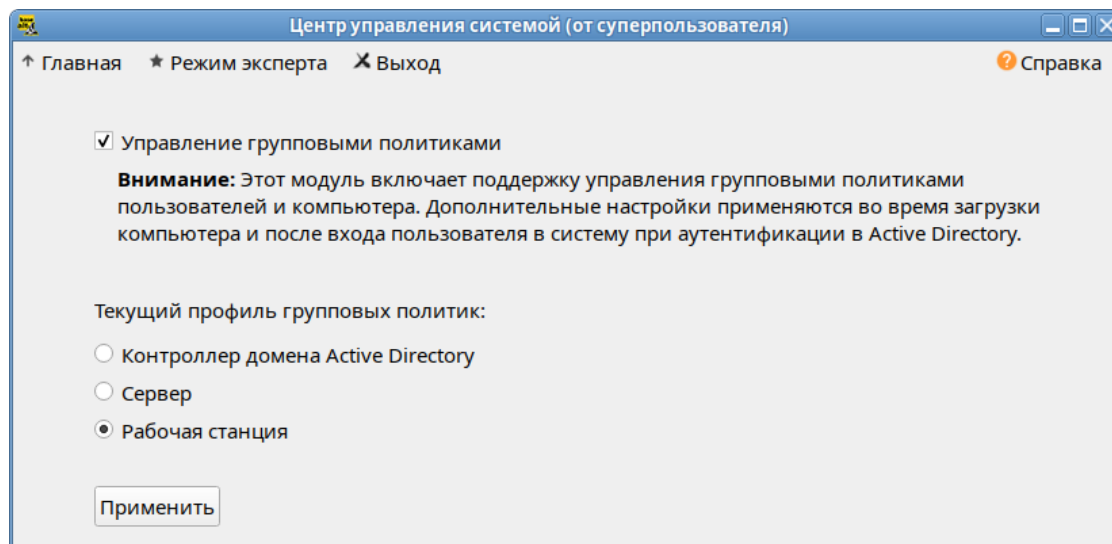 Центр управления системой (от суперпользователя)
Главная Режим эксперта Выход Справка
Управление групповыми политиками
Внимание: Этот модуль включает поддержку управления групповыми политиками
пользователей и компьютера. Дополнительные настройки применяются во время загрузки
компьютера и после входа пользователя в систему при аутентификации в Active Directory.
Текущий профиль групповых политик:
Контроллер домена Active Directory
Сервер
Рабочая станция
Применить